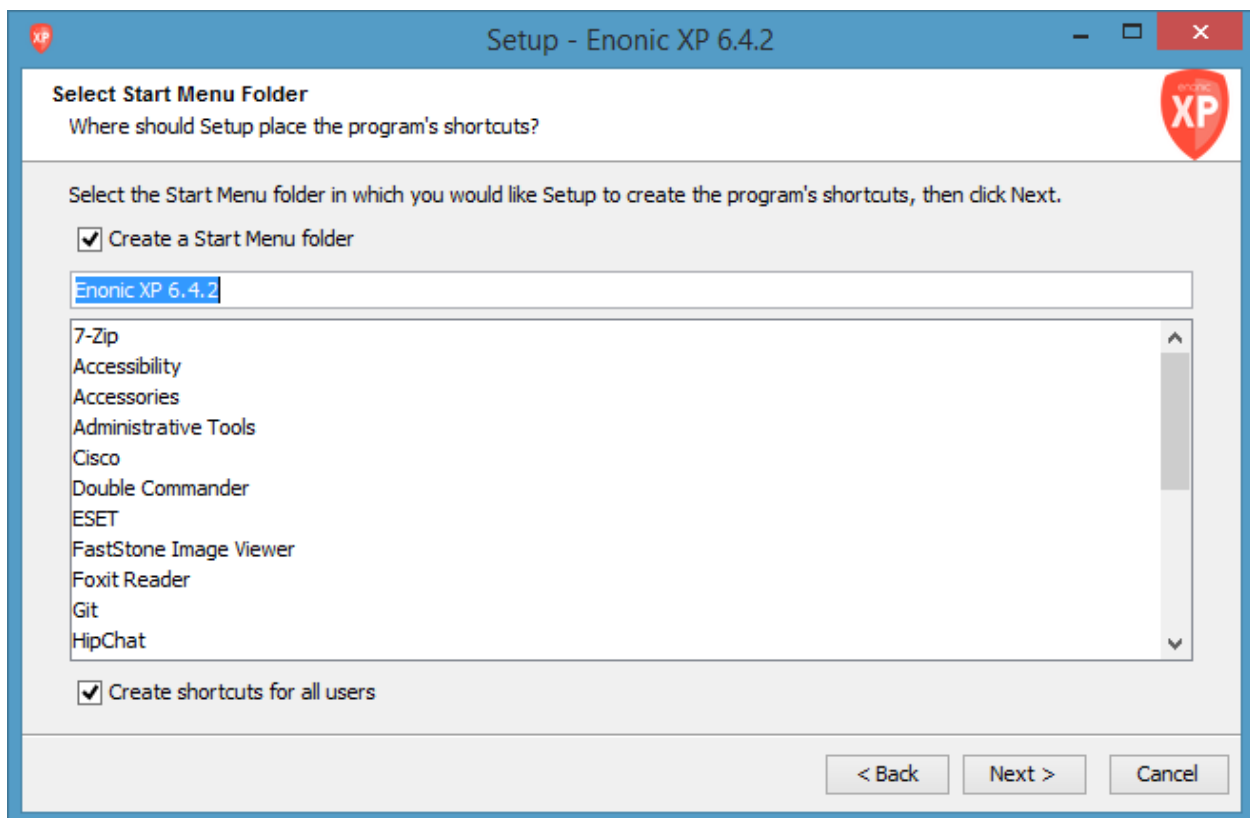 XP
Setup - Enonic XP 6.4.2
Select Start Menu Folder
Where should Setup place the program's shortcuts?
enonic
XP
Select the Start Menu folder in which you would like Setup to create the program's shortcuts, then click Next.
Create a Start Menu folder
Enonic XP 6.4.2
7-Zip
Accessibility
Accessories
Administrative Tools
Cisco
Double Commander
ESET
FastStone Image Viewer
Foxit Reader
Git
HipChat
Create shortcuts for all users
< Back
Next >
Cancel